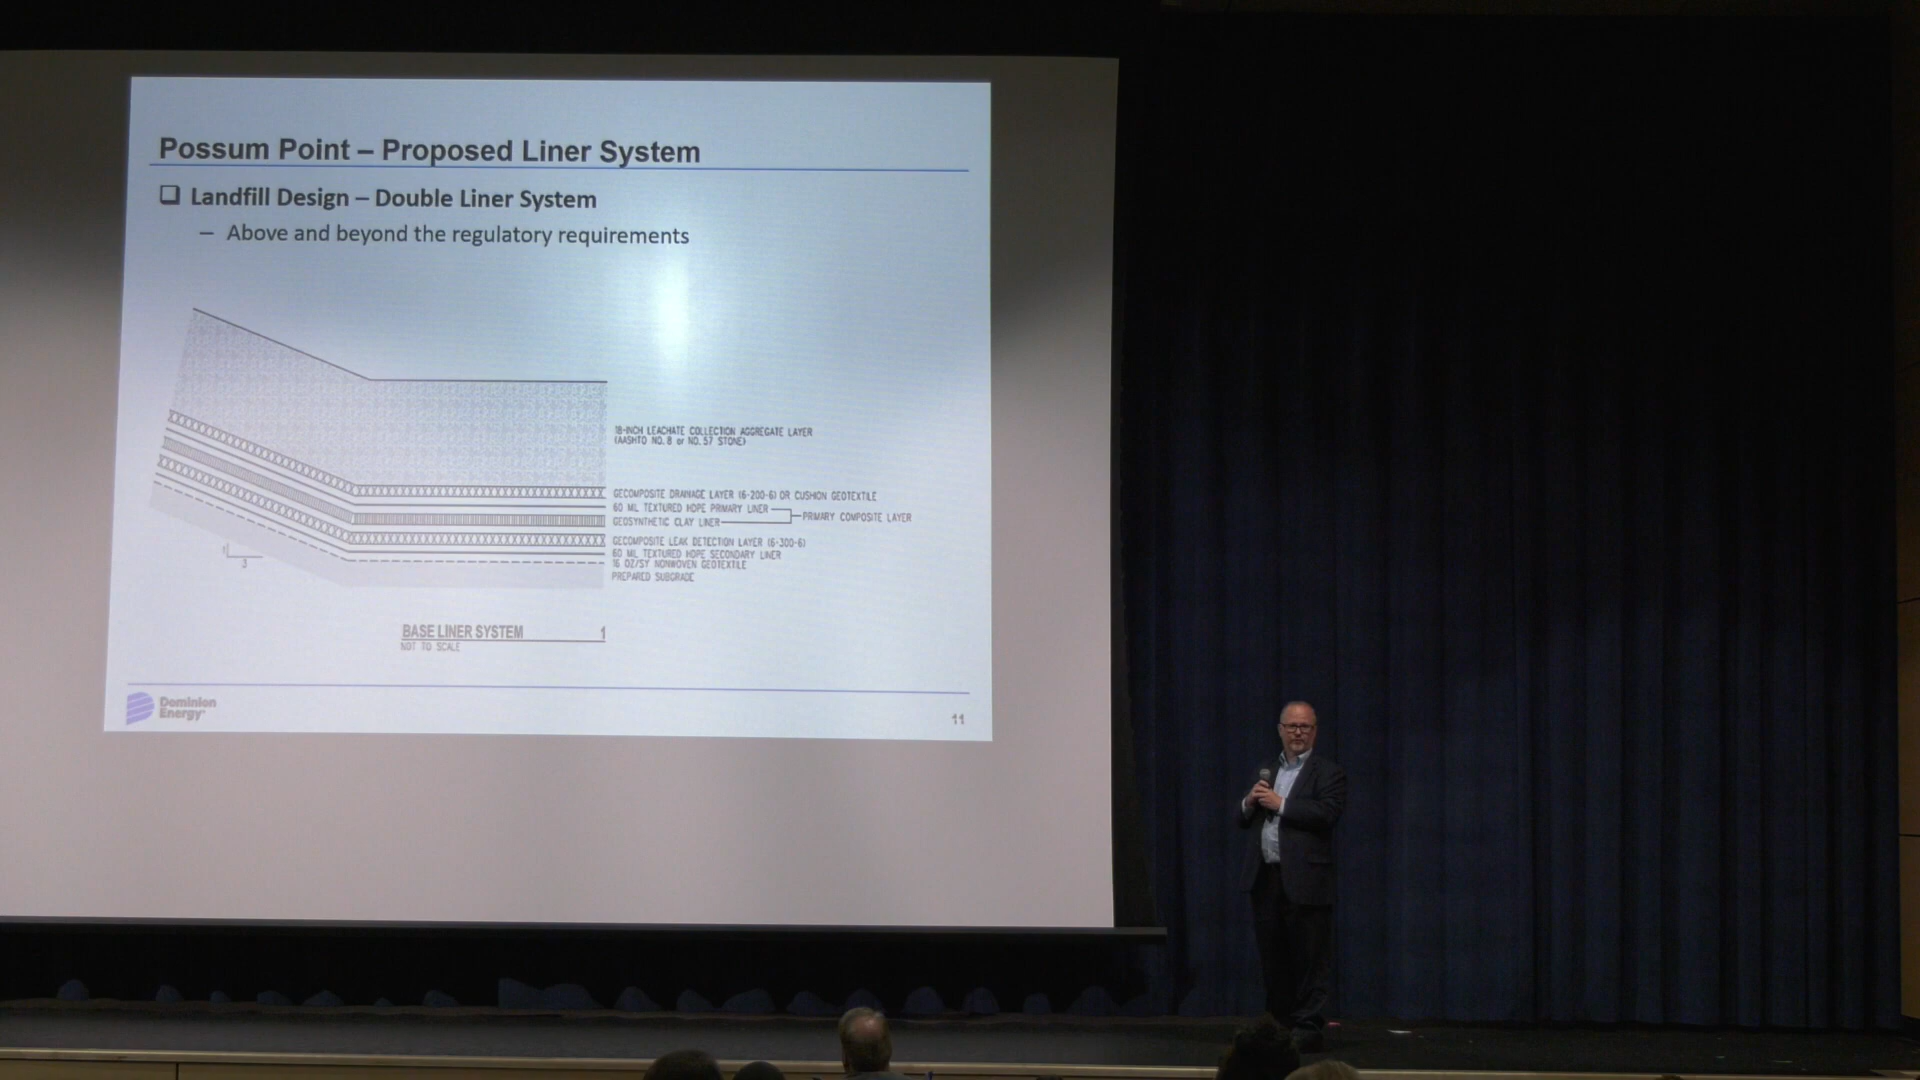 Possum Point – Proposed Liner System
❑ Landfill Design – Double Liner System
– Above and beyond the regulatory requirements
18-INCH LEACHATE COLLECTION AGGREGATE LAYER
(AASHTO NO. 8 or NO. 57 STONE)
GEOCOMPOSITE DRAINAGE LAYER (6-200-6) OR CUSHION GEOTEXTILE
60 MIL TEXTURED HDPE PRIMARY LINER
PRIMARY COMPOSITE LAYER
GEOSYNTHETIC CLAY LINER
GEOCOMPOSITE LEAK DETECTION LAYER (6-300-6)
60 MIL TEXTURED HDPE SECONDARY LINER
16 OZ/SY NONWOVEN GEOTEXTILE
PREPARED SUBGRADE
1
3
BASE LINER SYSTEM 1
NOT TO SCALE
Dominion
Energy
11